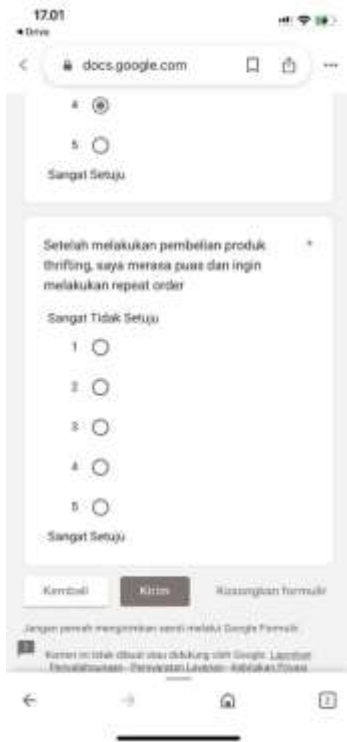 17.01
Drive
docs.google.com
4
5
Sangat Setuju
Setelah melakukan pembelian produk *
thrifting, saya merasa puas dan ingin
melakukan repeat order
Sangat Tidak Setuju
1
2
3
4
5
Sangat Setuju
Kembali Kirim Kosongkan formulir
Jangan pernah mengirimkan sandi melalui Google Formulir.
Konten ini tidak dibuat atau didukung oleh Google. Laporkan
Penyalahgunaan - Persyaratan Layanan - Kebijakan Privasi